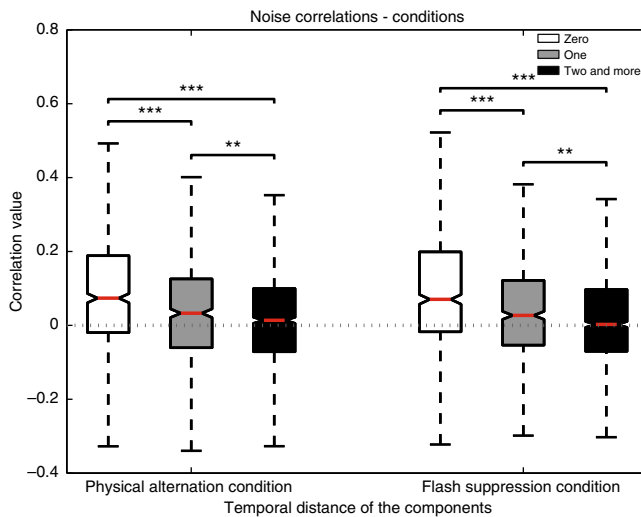 Noise correlations - conditions
0.8
0.6
0.4
0.2
0
−0.2
−0.4
Correlation value
Zero
One
Two and more
***
***
**
***
***
**
Physical alternation condition
Flash suppression condition
Temporal distance of the components